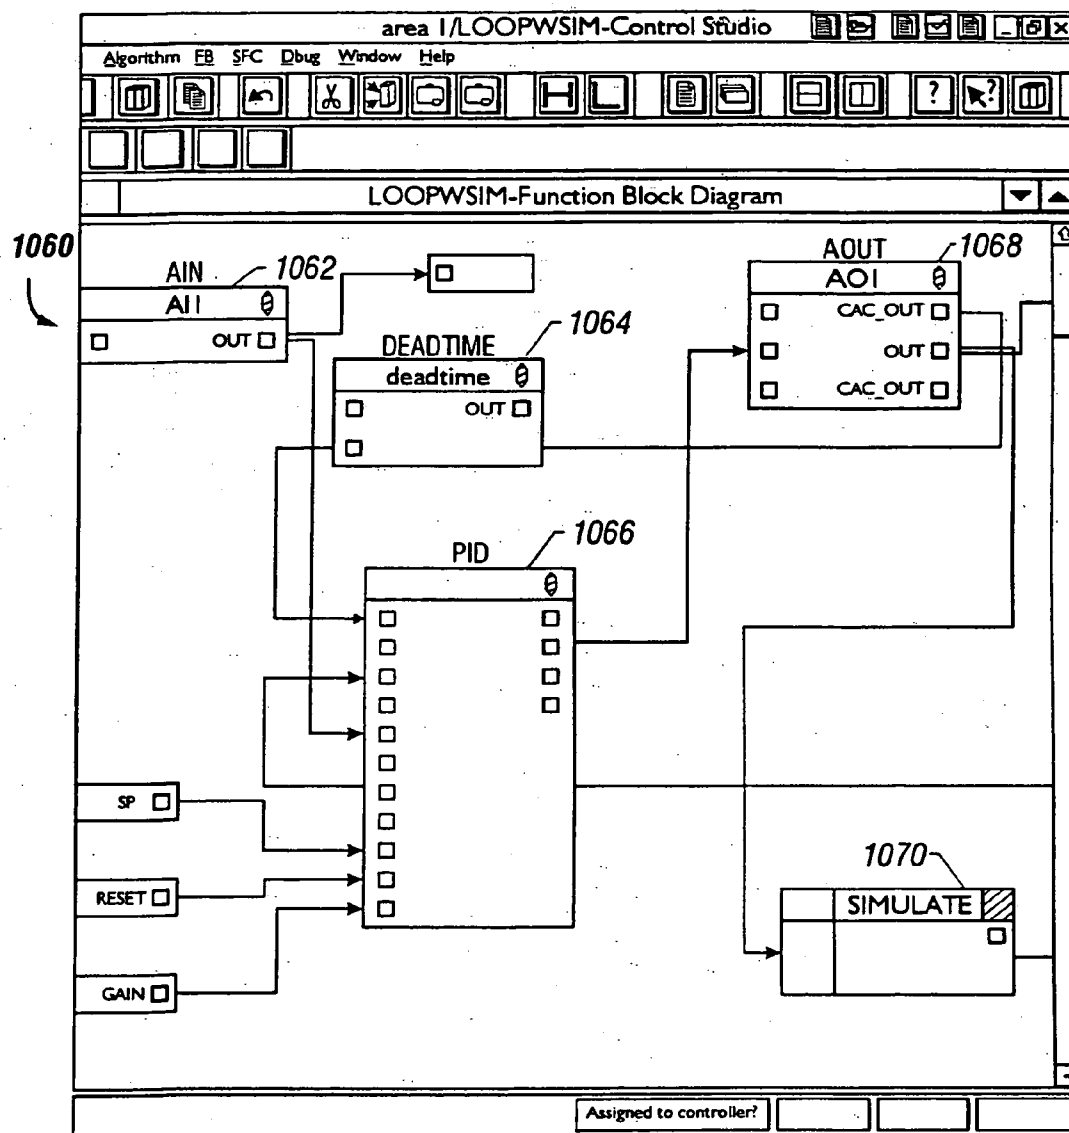 area 1/LOOPWSIM-Control Studio
Algorithm FB SFC Dbug Window Help
? ?
LOOPWSIM-Function Block Diagram
1060
AIN 1062
AI1
OUT
DEADTIME 1064
deadtime
OUT
AOUT 1068
AO1
CAC_OUT
OUT
CAC_OUT
PID 1066
SP
RESET
GAIN
1070
SIMULATE
Assigned to controller?